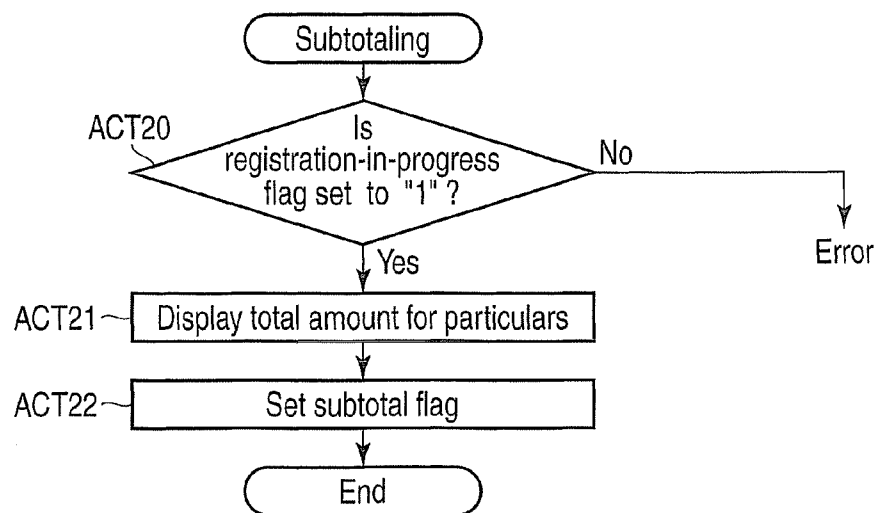 Subtotaling
ACT20
Is
registration-in-progress
flag set to "1" ?
No
Error
Yes
ACT21
Display total amount for particulars
ACT22
Set subtotal flag
End